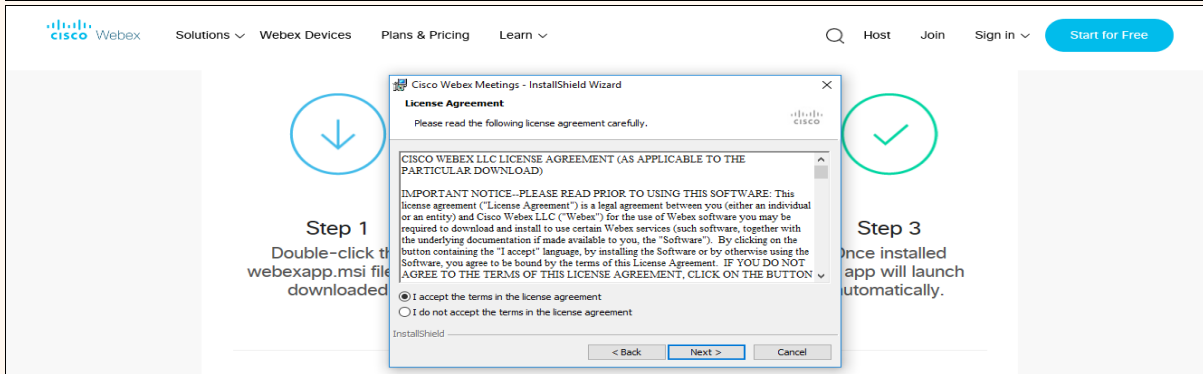 cisco Webex Solutions Webex Devices Plans & Pricing Learn Host Join Sign in Start for Free
Cisco Webex Meetings - InstallShield Wizard
License Agreement
Please read the following license agreement carefully.
cisco
CISCO WEBEX LLC LICENSE AGREEMENT (AS APPLICABLE TO THE
PARTICULAR DOWNLOAD)
IMPORTANT NOTICE--PLEASE READ PRIOR TO USING THIS SOFTWARE: This
license agreement ("License Agreement") is a legal agreement between you (either an individual
or an entity) and Cisco Webex LLC ("Webex") for the use of Webex software you may be
required to download and install to use certain Webex services (such software, together with
the underlying documentation if made available to you, the "Software"). By clicking on the
button containing the "I accept" language, by installing the Software or by otherwise using the
Software, you agree to be bound by the terms of this License Agreement. IF YOU DO NOT
AGREE TO THE TERMS OF THIS LICENSE AGREEMENT, CLICK ON THE BUTTON
I accept the terms in the license agreement
I do not accept the terms in the license agreement
InstallShield
< Back Next > Cancel
Step 1
Double-click
webexapp.msi file
downloaded
Step 3
installed
app will launch
automatically.